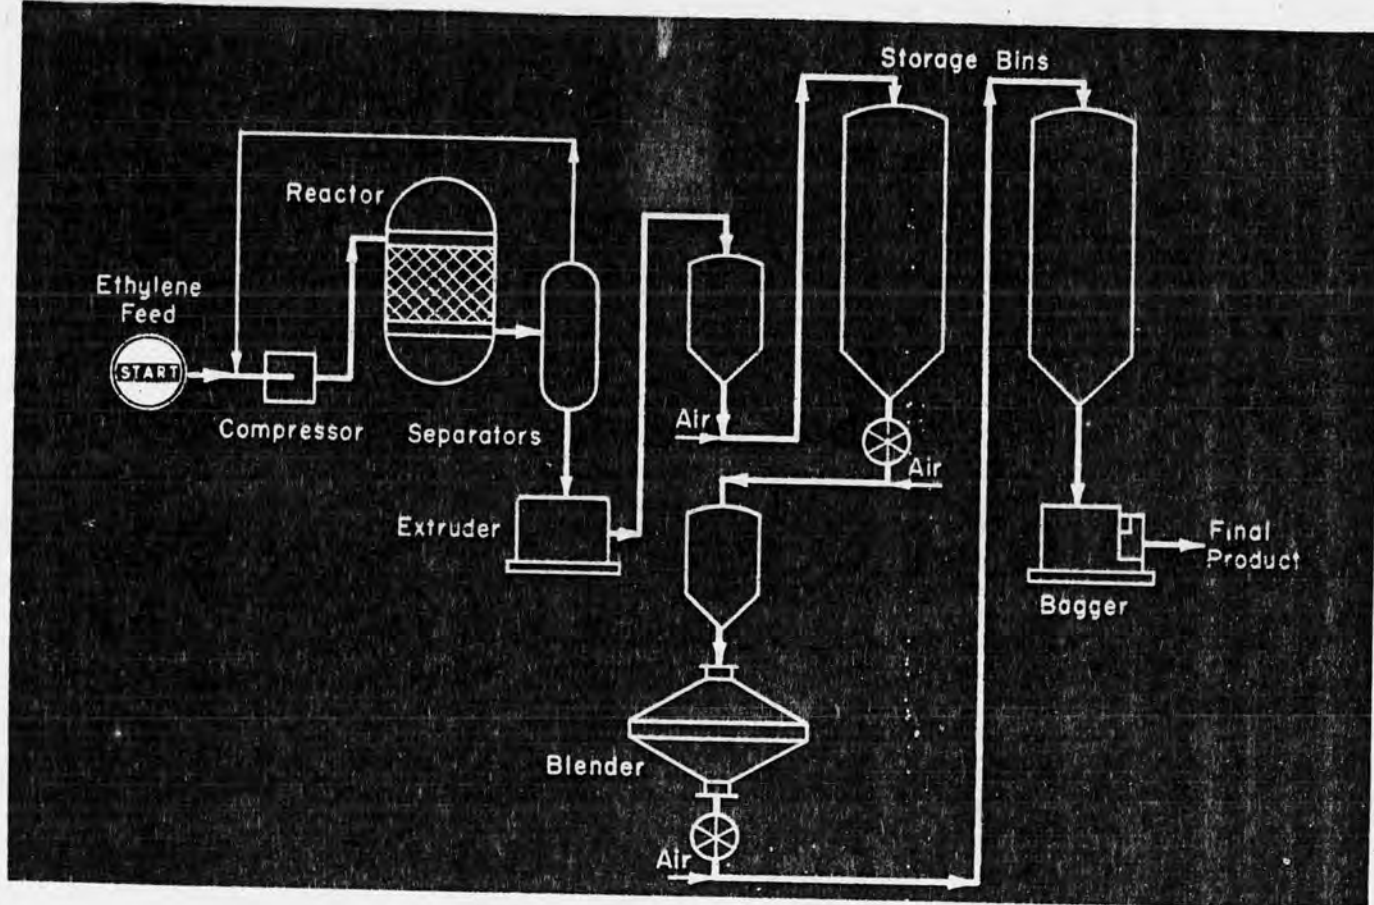 Storage Bins
Reactor
Ethylene
Feed
START
Compressor
Separators
Air
Air
Extruder
Final
Product
Bagger
Blender
Air